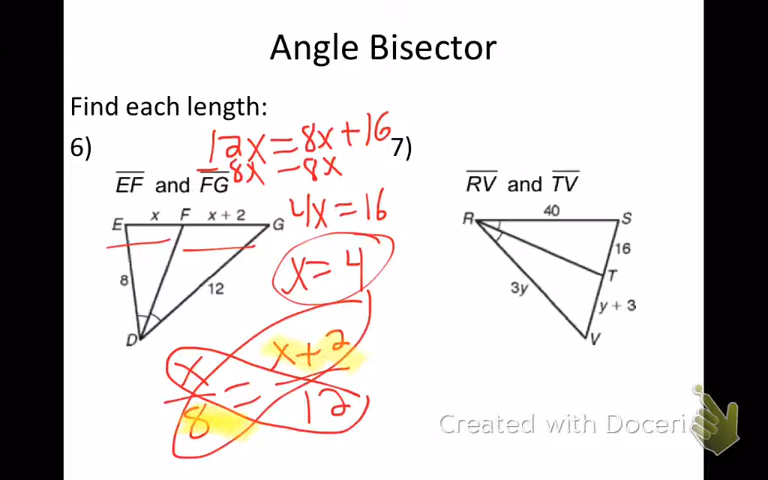 Angle Bisector
Find each length:
6)
12x = 8x + 16
- 8x - 8x
EF and FG
4x = 16
x = 4
E x F x + 2 G
8
12
D
x/8 = x+2/12
7)
RV and TV
R 40 S
16
T
3y
y + 3
V
Created with Doceri